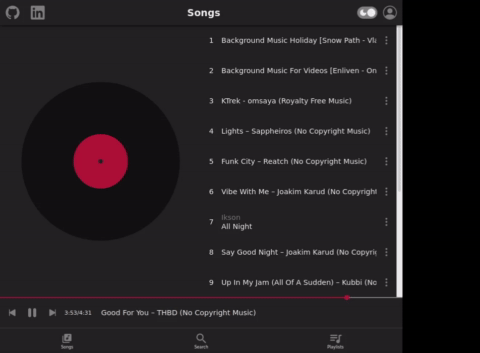 Songs
1 Background Music Holiday [Snow Path - Vla
2 Background Music For Videos [Enliven - On
3 KTrek - omsaya (Royalty Free Music)
4 Lights – Sappheiros (No Copyright Music)
5 Funk City – Reatch (No Copyright Music)
6 Vibe With Me – Joakim Karud (No Copyright
Ikson
7 All Night
8 Say Good Night – Joakim Karud (No Copyrig
9 Up In My Jam (All Of A Sudden) – Kubbi (No
3:53/4:31 Good For You – THBD (No Copyright Music)
Songs Search Playlists